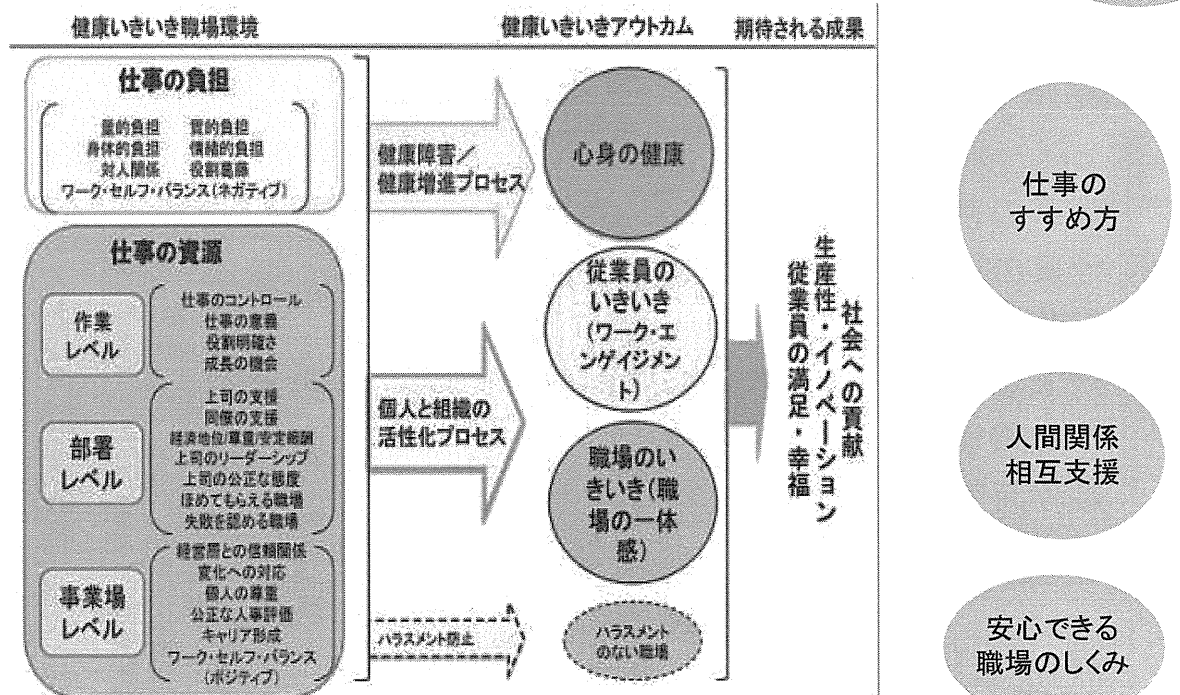 健康いきいき職場環境
健康いきいきアウトカム
期待される成果
仕事の負担
量的負担 質的負担
身体的負担 情緒的負担
対人関係 役割葛藤
ワーク・セルフ・バランス(ネガティブ)
仕事の資源
作業
レベル
仕事のコントロール
仕事の意義
役割明確さ
成長の機会
部署
レベル
上司の支援
同僚の支援
経済地位/尊重/安定報酬
上司のリーダーシップ
上司の公正な態度
ほめてもらえる職場
失敗を認める職場
事業場
レベル
経営層との信頼関係
変化への対応
個人の尊重
公正な人事評価
キャリア形成
ワーク・セルフ・バランス
(ポジティブ)
健康障害/
健康増進プロセス
個人と組織の
活性化プロセス
ハラスメント防止
心身の健康
従業員の
いきいき
(ワーク・エ
ンゲイジメン
ト)
職場のい
きいき(職
場の一体
感)
ハラスメント
のない職場
社会への貢献
生産性・イノベーション
従業員の満足・幸福
仕事の
すすめ方
人間関係
相互支援
安心できる
職場のしくみ